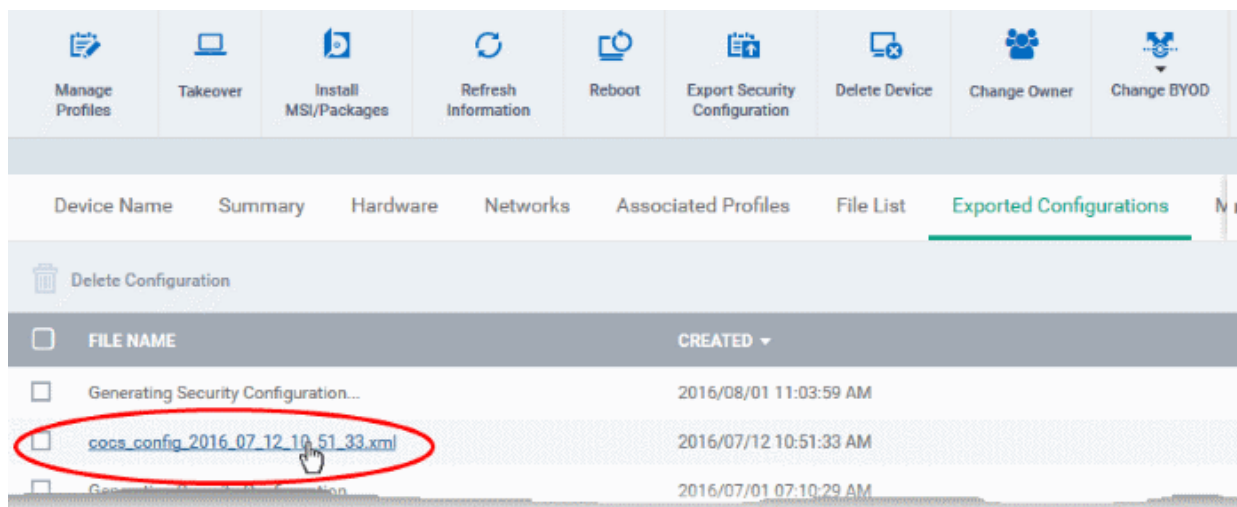 Manage Profiles
Takeover
Install MSI/Packages
Refresh Information
Reboot
Export Security Configuration
Delete Device
Change Owner
Change BYOD
Device Name Summary Hardware Networks Associated Profiles File List Exported Configurations
Delete Configuration
FILE NAME CREATED
Generating Security Configuration... 2016/08/01 11:03:59 AM
cocs_config_2016_07_12_10_51_33.xml 2016/07/12 10:51:33 AM
2016/07/01 07:10:29 AM